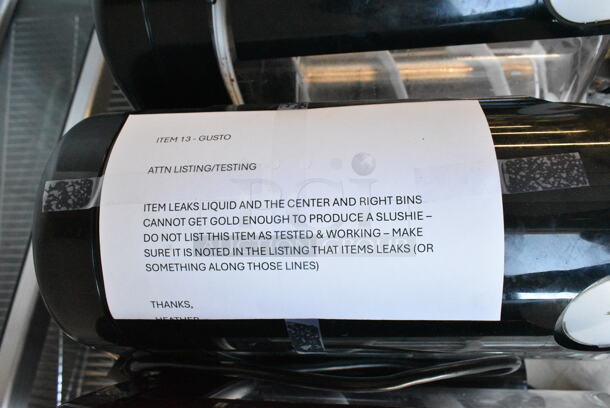 ITEM 13 - GUSTO
ATTN LISTING/TESTING
ITEM LEAKS LIQUID AND THE CENTER AND RIGHT BINS
CANNOT GET GOLD ENOUGH TO PRODUCE A SLUSHIE –
DO NOT LIST THIS ITEM AS TESTED & WORKING – MAKE
SURE IT IS NOTED IN THE LISTING THAT ITEMS LEAK (OR
SOMETHING ALONG THOSE LINES)
THANKS,
HEATHER